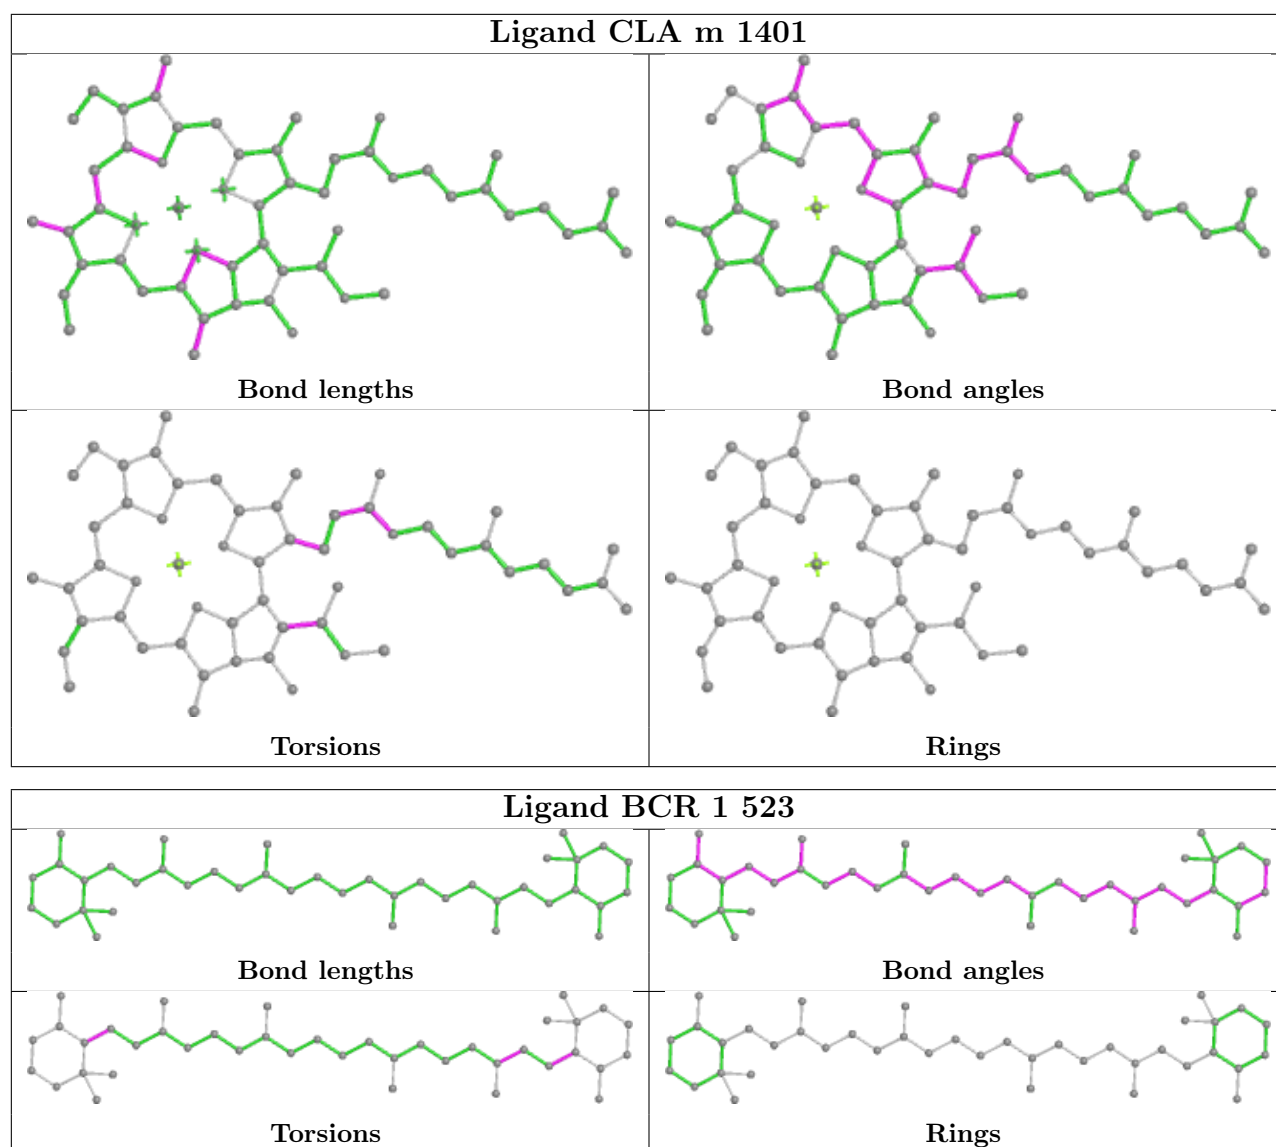 Ligand CLA m 1401
Bond lengths
Bond angles
Torsions
Rings
Ligand BCR 1 523
Bond lengths
Bond angles
Torsions
Rings